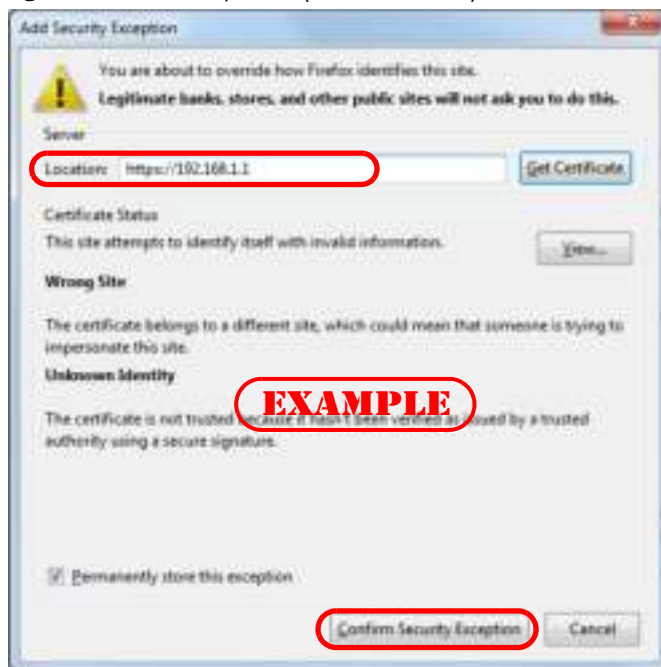 Add Security Exception
You are about to override how Firefox identifies this site.
Legitimate banks, stores, and other public sites will not ask you to do this.
Server
Location: https://192.168.1.1
Get Certificate
Certificate Status
This site attempts to identify itself with invalid information.
View...
Wrong Site
The certificate belongs to a different site, which could mean that someone is trying to
impersonate this site.
Unknown Identity
EXAMPLE
The certificate is not trusted because it hasn't been verified as issued by a trusted
authority using a secure signature.
Permanently store this exception
Confirm Security Exception
Cancel